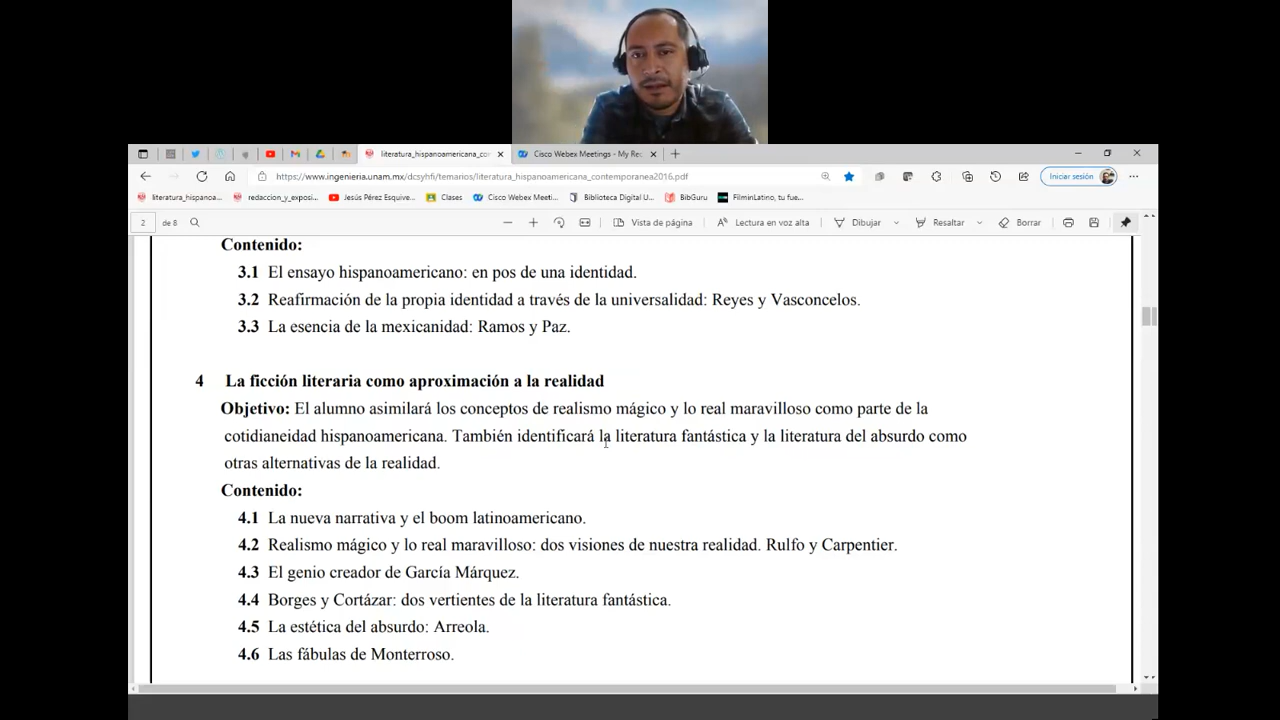 literatura_hispanoamericana_co
Cisco Webex Meetings - My Rec
https://www.ingenieria.unam.mx/dcsyhfi/temarios/literatura_hispanoamericana_contemporanea2016.pdf
Iniciar sesión
literatura_hispanoa...
redaccion_y_exposi...
Jesús Pérez Esquive...
Clases
Cisco Webex Meeti...
Biblioteca Digital U...
BibGuru
FilminLatino, tu fue...
2 de 8
Vista de página
Lectura en voz alta
Dibujar
Resaltar
Borrar
Contenido:
3.1 El ensayo hispanoamericano: en pos de una identidad.
3.2 Reafirmación de la propia identidad a través de la universalidad: Reyes y Vasconcelos.
3.3 La esencia de la mexicanidad: Ramos y Paz.
4 La ficción literaria como aproximación a la realidad
Objetivo: El alumno asimilará los conceptos de realismo mágico y lo real maravilloso como parte de la
cotidianeidad hispanoamericana. También identificará la literatura fantástica y la literatura del absurdo como
otras alternativas de la realidad.
Contenido:
4.1 La nueva narrativa y el boom latinoamericano.
4.2 Realismo mágico y lo real maravilloso: dos visiones de nuestra realidad. Rulfo y Carpentier.
4.3 El genio creador de García Márquez.
4.4 Borges y Cortázar: dos vertientes de la literatura fantástica.
4.5 La estética del absurdo: Arreola.
4.6 Las fábulas de Monterroso.